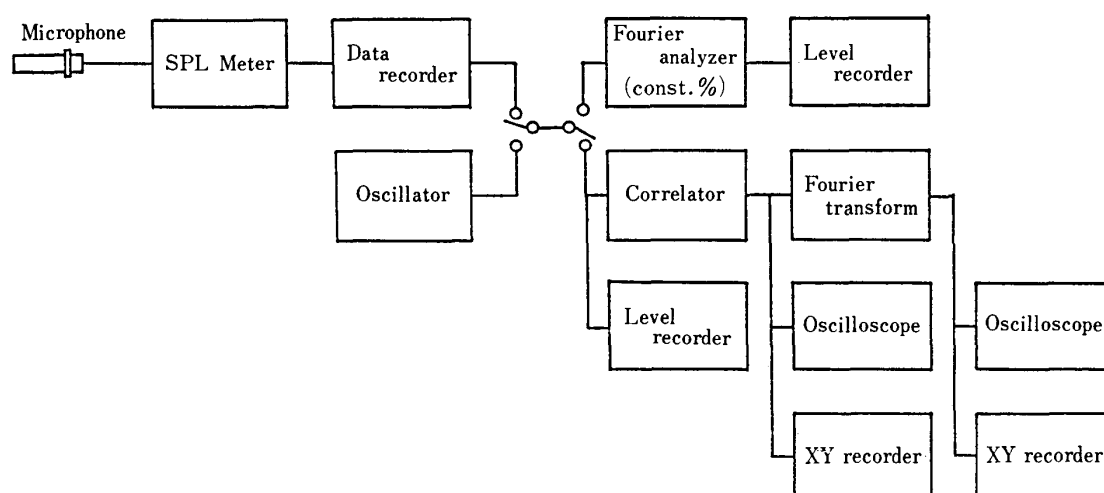 Microphone
SPL Meter
Data
recorder
Fourier
analyzer
(const.%)
Level
recorder
Oscillator
Correlator
Fourier
transform
Level
recorder
Oscilloscope
Oscilloscope
XY recorder
XY recorder